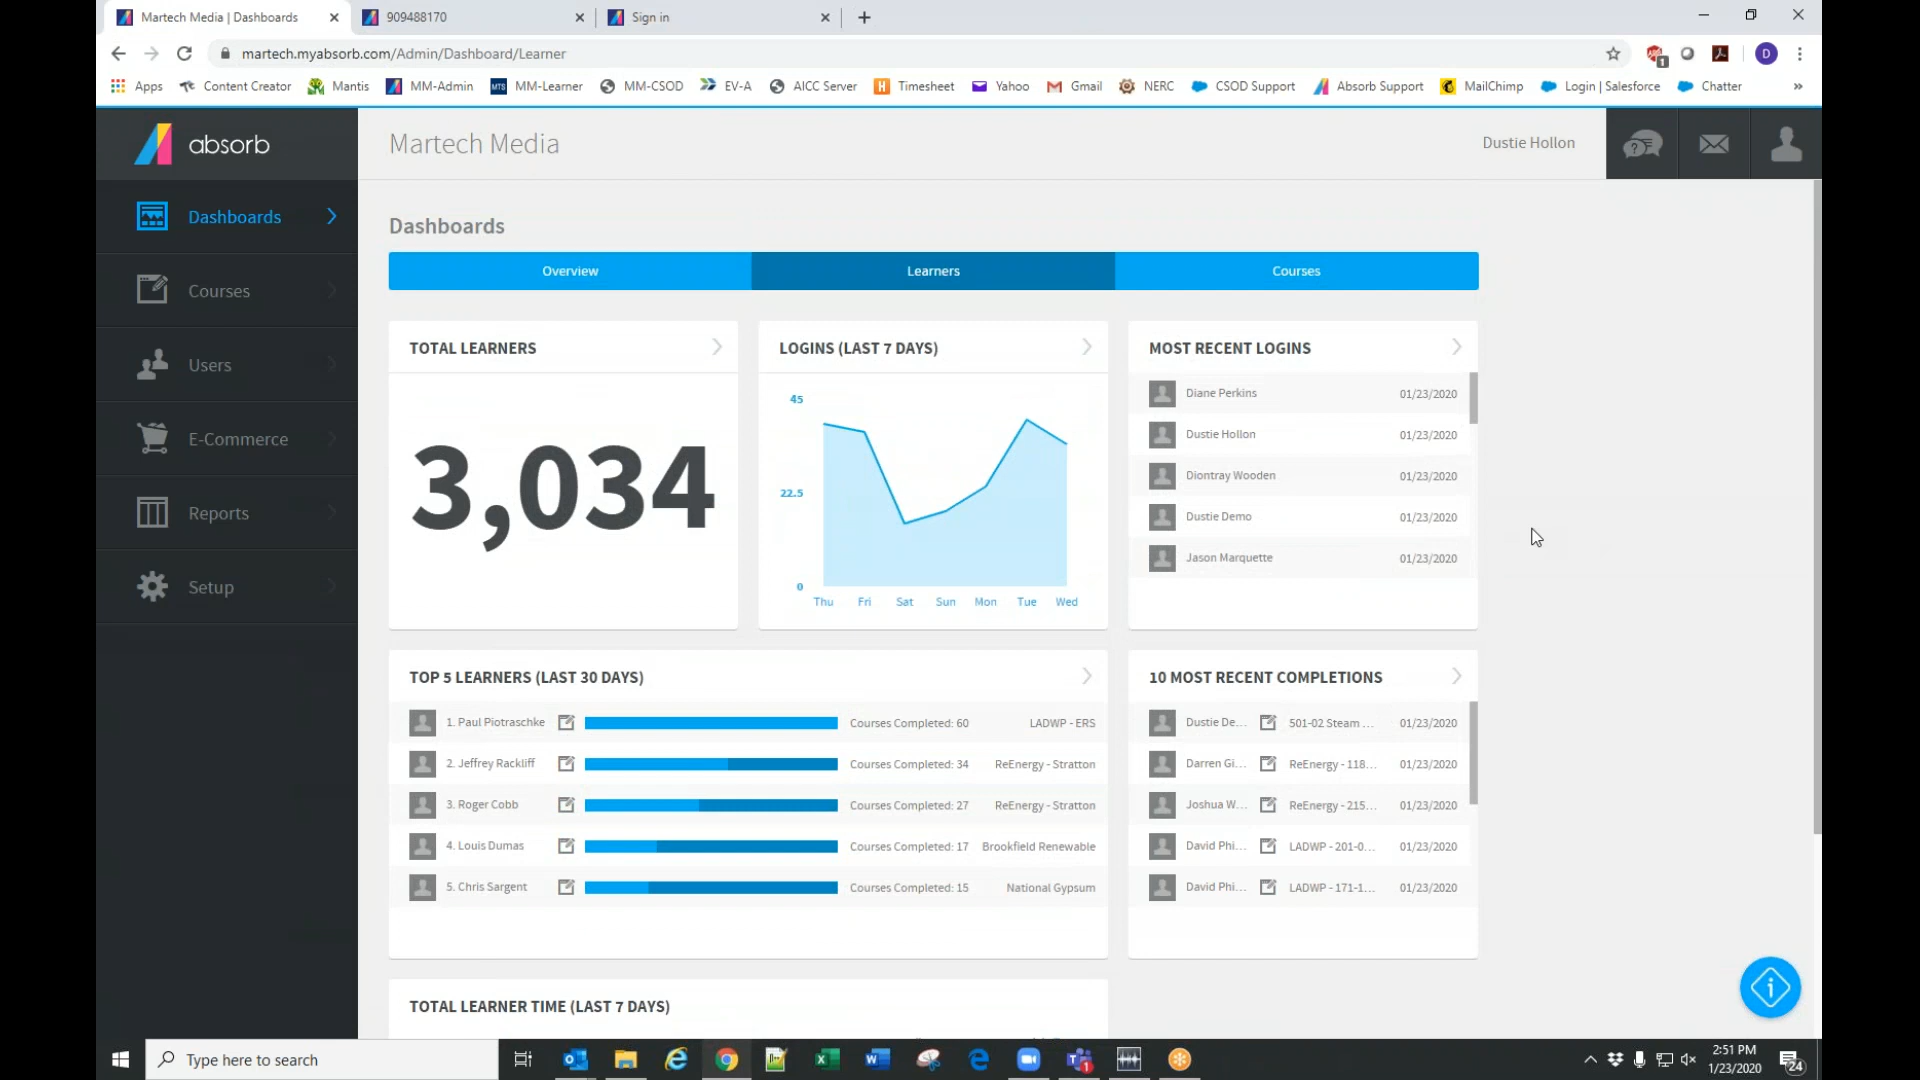 Martech Media | Dashboards
909488170
Sign in
martech.myabsorb.com/Admin/Dashboard/Learner
Apps
Content Creator
Mantis
MM-Admin
MTS
MM-Learner
MM-CSOD
EV-A
AICC Server
Timesheet
Yahoo
Gmail
NERC
CSOD Support
Absorb Support
MailChimp
Login | Salesforce
Chatter
»
absorb
Martech Media
Dustie Hollon
Dashboards
Courses
Users
E-Commerce
Reports
Setup
Dashboards
Overview
Learners
Courses
TOTAL LEARNERS
3,034
LOGINS (LAST 7 DAYS)
45
22.5
0
Thu Fri Sat Sun Mon Tue Wed
MOST RECENT LOGINS
Diane Perkins 01/23/2020
Dustie Hollon 01/23/2020
Diontray Wooden 01/23/2020
Dustie Demo 01/23/2020
Jason Marquette 01/23/2020
TOP 5 LEARNERS (LAST 30 DAYS)
1. Paul Piotraschke Courses Completed: 60 LADWP - ERS
2. Jeffrey Rackliff Courses Completed: 34 ReEnergy - Stratton
3. Roger Cobb Courses Completed: 27 ReEnergy - Stratton
4. Louis Dumas Courses Completed: 17 Brookfield Renewable
5. Chris Sargent Courses Completed: 15 National Gypsum
10 MOST RECENT COMPLETIONS
Dustie De... 501-02 Steam ... 01/23/2020
Darren Gi... ReEnergy - 118... 01/23/2020
Joshua W... ReEnergy - 215... 01/23/2020
David Phi... LADWP - 201-0... 01/23/2020
David Phi... LADWP - 171-1... 01/23/2020
TOTAL LEARNER TIME (LAST 7 DAYS)
Type here to search
2:51 PM
1/23/2020
24